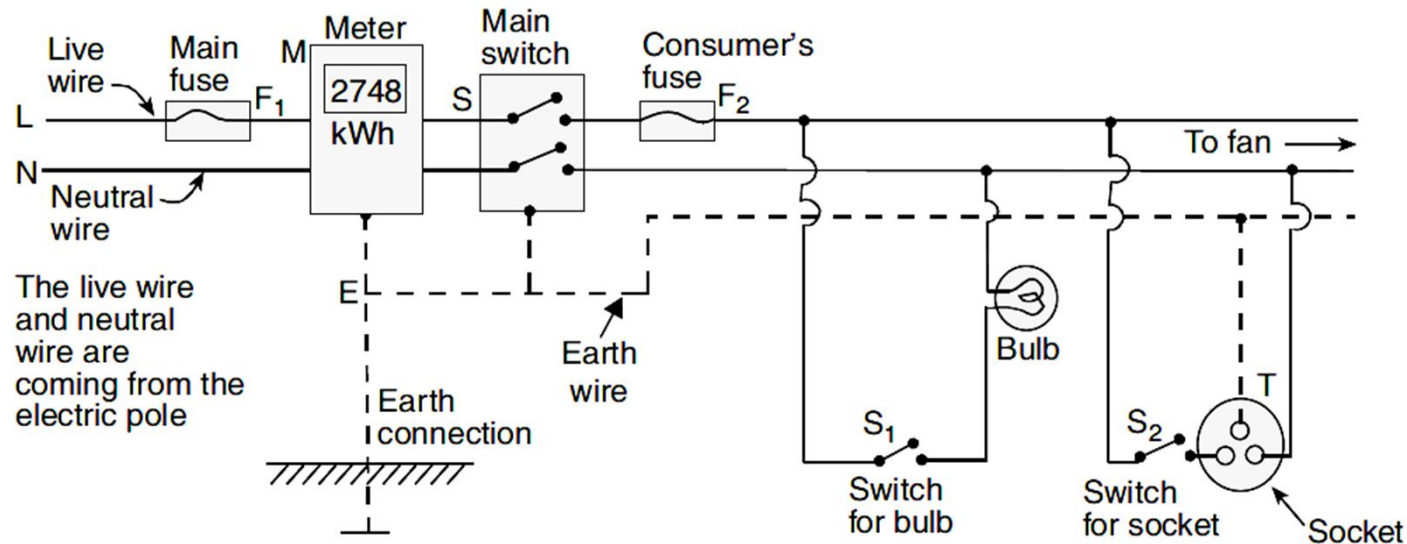 Live
wire
Main
fuse
Meter
Main
switch
Consumer's
fuse
M
F1
2748
kWh
S
F2
L
To fan
N
Neutral
wire
The live wire
and neutral
wire are
coming from the
electric pole
E
Earth
wire
Earth
connection
Bulb
S1
Switch
for bulb
T
S2
Switch
for socket
Socket